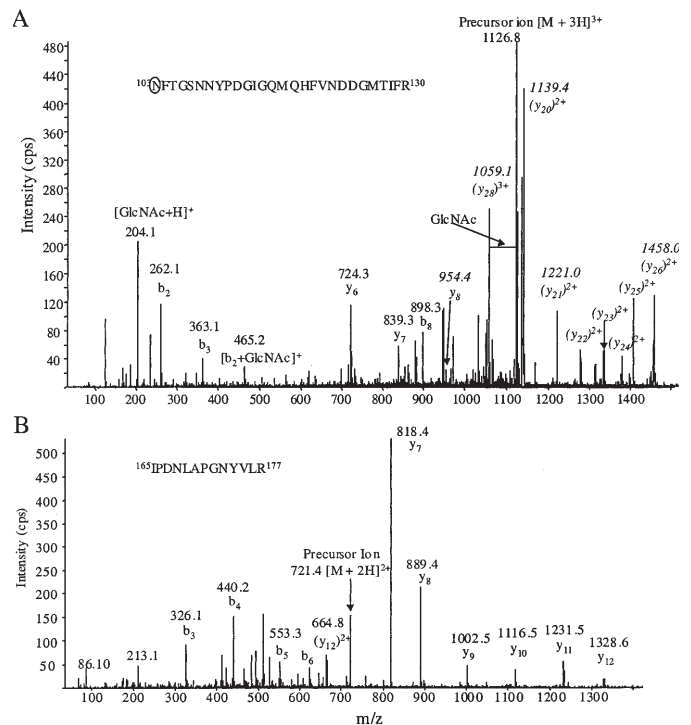 A
Precursor ion [M + 3H]³⁺
1126.8
¹⁰³NFTGSNNYPDGIGQMQHFVNDDGMTIFR¹³⁰
1139.4
(y₂₀)²⁺
1059.1
(y₂₈)³⁺
GlcNAc
[GlcNAc+H]⁺
204.1
262.1
b₂
363.1
b₃
465.2
[b₂+GlcNAc]⁺
724.3
y₆
839.3
y₇
898.3
b₈
954.4
y₈
1221.0
(y₂₁)²⁺
(y₂₂)²⁺
(y₂₃)²⁺
(y₂₄)²⁺
(y₂₅)²⁺
1458.0
(y₂₆)²⁺
Intensity (cps)
480
440
400
360
320
280
240
200
160
120
80
40
100 200 300 400 500 600 700 800 900 1000 1100 1200 1300 1400
B
818.4
y₇
¹⁶⁵IPDNLAPGNYVLR¹⁷⁷
Precursor Ion
721.4 [M + 2H]²⁺
889.4
y₈
86.10
213.1
326.1
b₃
440.2
b₄
553.3
b₅
b₆
664.8
(y₁₂)²⁺
1002.5
y₉
1116.5
y₁₀
1231.5
y₁₁
1328.6
y₁₂
Intensity (cps)
500
450
400
350
300
250
200
150
100
50
100 200 300 400 500 600 700 800 900 1000 1100 1200 1300
m/z